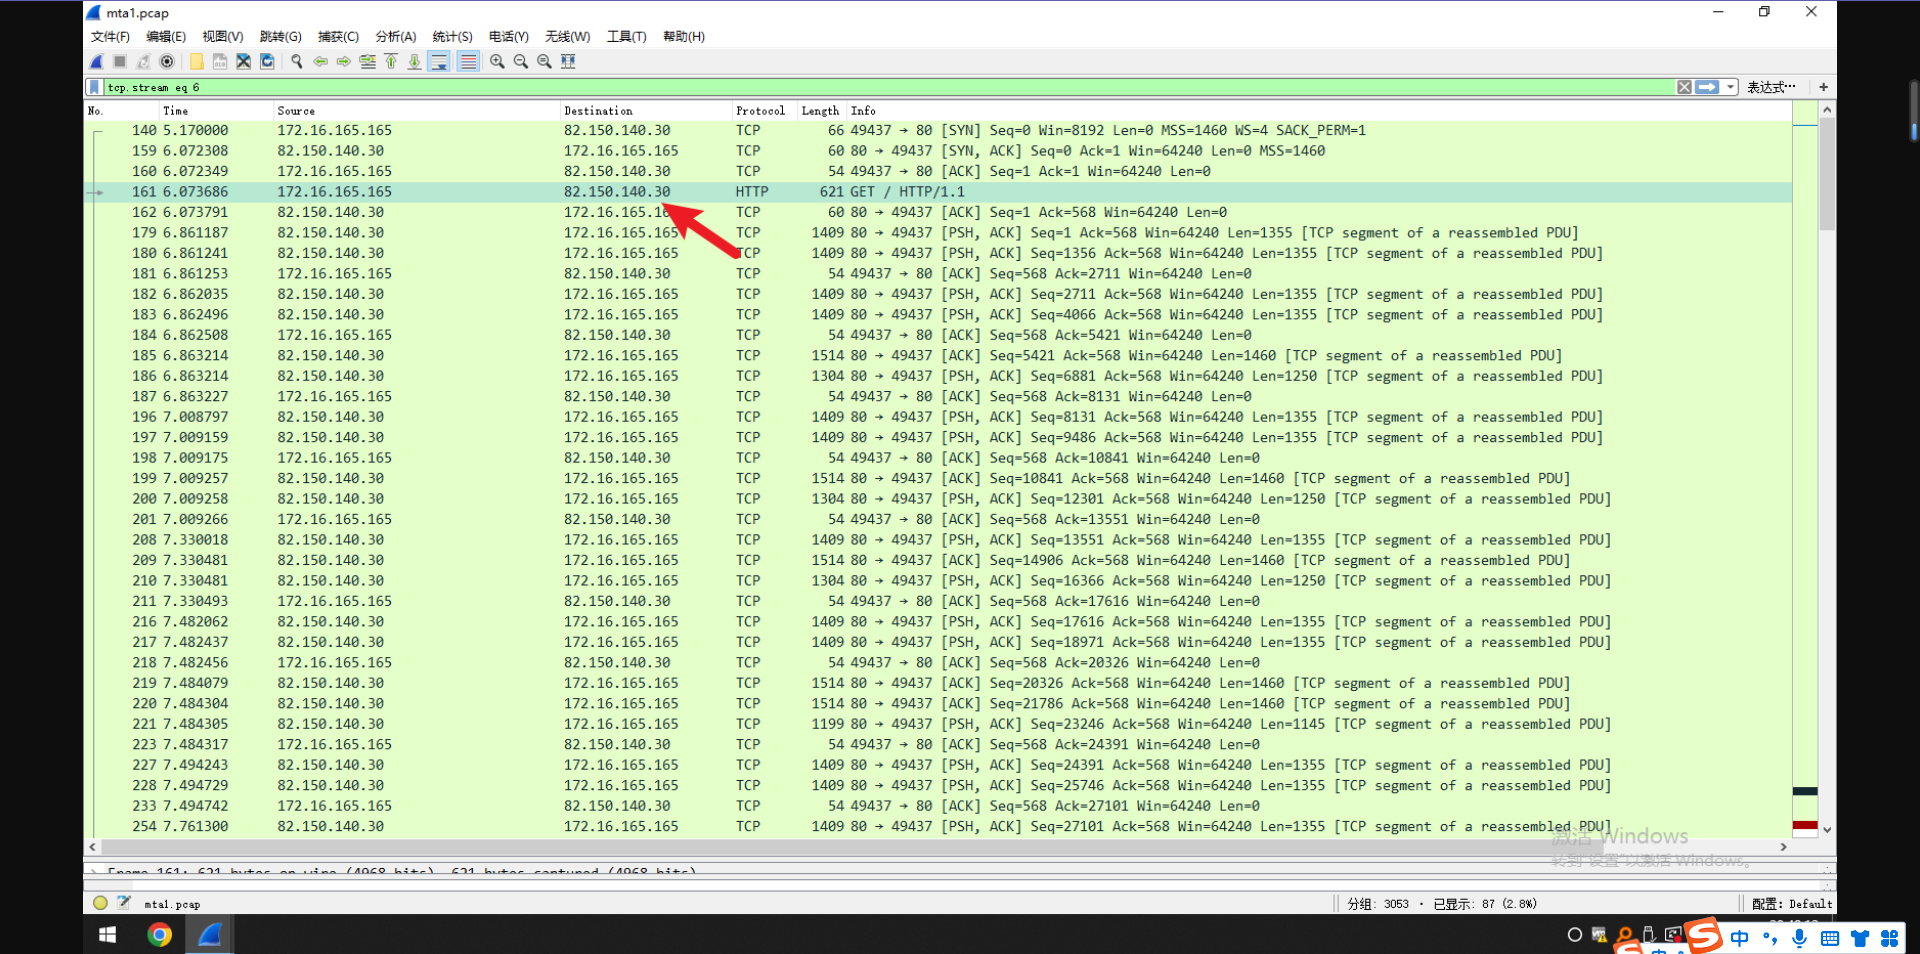 mta1.pcap
文件(F) 编辑(E) 视图(V) 跳转(G) 捕获(C) 分析(A) 统计(S) 电话(Y) 无线(W) 工具(T) 帮助(H)
tcp.stream eq 6 表达式… +
No. Time Source Destination Protocol Length Info
140 5.170000 172.16.165.165 82.150.140.30 TCP 66 49437 → 80 [SYN] Seq=0 Win=8192 Len=0 MSS=1460 WS=4 SACK_PERM=1
159 6.072308 82.150.140.30 172.16.165.165 TCP 60 80 → 49437 [SYN, ACK] Seq=0 Ack=1 Win=64240 Len=0 MSS=1460
160 6.072349 172.16.165.165 82.150.140.30 TCP 54 49437 → 80 [ACK] Seq=1 Ack=1 Win=64240 Len=0
161 6.073686 172.16.165.165 82.150.140.30 HTTP 621 GET / HTTP/1.1
162 6.073791 82.150.140.30 172.16.165.16 TCP 60 80 → 49437 [ACK] Seq=1 Ack=568 Win=64240 Len=0
179 6.861187 82.150.140.30 172.16.165.165 TCP 1409 80 → 49437 [PSH, ACK] Seq=1 Ack=568 Win=64240 Len=1355 [TCP segment of a reassembled PDU]
180 6.861241 82.150.140.30 172.16.165.165 TCP 1409 80 → 49437 [PSH, ACK] Seq=1356 Ack=568 Win=64240 Len=1355 [TCP segment of a reassembled PDU]
181 6.861253 172.16.165.165 82.150.140.30 TCP 54 49437 → 80 [ACK] Seq=568 Ack=2711 Win=64240 Len=0
182 6.862035 82.150.140.30 172.16.165.165 TCP 1409 80 → 49437 [PSH, ACK] Seq=2711 Ack=568 Win=64240 Len=1355 [TCP segment of a reassembled PDU]
183 6.862496 82.150.140.30 172.16.165.165 TCP 1409 80 → 49437 [PSH, ACK] Seq=4066 Ack=568 Win=64240 Len=1355 [TCP segment of a reassembled PDU]
184 6.862508 172.16.165.165 82.150.140.30 TCP 54 49437 → 80 [ACK] Seq=568 Ack=5421 Win=64240 Len=0
185 6.863214 82.150.140.30 172.16.165.165 TCP 1514 80 → 49437 [ACK] Seq=5421 Ack=568 Win=64240 Len=1460 [TCP segment of a reassembled PDU]
186 6.863214 82.150.140.30 172.16.165.165 TCP 1304 80 → 49437 [PSH, ACK] Seq=6881 Ack=568 Win=64240 Len=1250 [TCP segment of a reassembled PDU]
187 6.863227 172.16.165.165 82.150.140.30 TCP 54 49437 → 80 [ACK] Seq=568 Ack=8131 Win=64240 Len=0
196 7.008797 82.150.140.30 172.16.165.165 TCP 1409 80 → 49437 [PSH, ACK] Seq=8131 Ack=568 Win=64240 Len=1355 [TCP segment of a reassembled PDU]
197 7.009159 82.150.140.30 172.16.165.165 TCP 1409 80 → 49437 [PSH, ACK] Seq=9486 Ack=568 Win=64240 Len=1355 [TCP segment of a reassembled PDU]
198 7.009175 172.16.165.165 82.150.140.30 TCP 54 49437 → 80 [ACK] Seq=568 Ack=10841 Win=64240 Len=0
199 7.009257 82.150.140.30 172.16.165.165 TCP 1514 80 → 49437 [ACK] Seq=10841 Ack=568 Win=64240 Len=1460 [TCP segment of a reassembled PDU]
200 7.009258 82.150.140.30 172.16.165.165 TCP 1304 80 → 49437 [PSH, ACK] Seq=12301 Ack=568 Win=64240 Len=1250 [TCP segment of a reassembled PDU]
201 7.009266 172.16.165.165 82.150.140.30 TCP 54 49437 → 80 [ACK] Seq=568 Ack=13551 Win=64240 Len=0
208 7.330018 82.150.140.30 172.16.165.165 TCP 1409 80 → 49437 [PSH, ACK] Seq=13551 Ack=568 Win=64240 Len=1355 [TCP segment of a reassembled PDU]
209 7.330481 82.150.140.30 172.16.165.165 TCP 1514 80 → 49437 [ACK] Seq=14906 Ack=568 Win=64240 Len=1460 [TCP segment of a reassembled PDU]
210 7.330481 82.150.140.30 172.16.165.165 TCP 1304 80 → 49437 [PSH, ACK] Seq=16366 Ack=568 Win=64240 Len=1250 [TCP segment of a reassembled PDU]
211 7.330493 172.16.165.165 82.150.140.30 TCP 54 49437 → 80 [ACK] Seq=568 Ack=17616 Win=64240 Len=0
216 7.482062 82.150.140.30 172.16.165.165 TCP 1409 80 → 49437 [PSH, ACK] Seq=17616 Ack=568 Win=64240 Len=1355 [TCP segment of a reassembled PDU]
217 7.482437 82.150.140.30 172.16.165.165 TCP 1409 80 → 49437 [PSH, ACK] Seq=18971 Ack=568 Win=64240 Len=1355 [TCP segment of a reassembled PDU]
218 7.482456 172.16.165.165 82.150.140.30 TCP 54 49437 → 80 [ACK] Seq=568 Ack=20326 Win=64240 Len=0
219 7.484079 82.150.140.30 172.16.165.165 TCP 1514 80 → 49437 [ACK] Seq=20326 Ack=568 Win=64240 Len=1460 [TCP segment of a reassembled PDU]
220 7.484304 82.150.140.30 172.16.165.165 TCP 1514 80 → 49437 [ACK] Seq=21786 Ack=568 Win=64240 Len=1460 [TCP segment of a reassembled PDU]
221 7.484305 82.150.140.30 172.16.165.165 TCP 1199 80 → 49437 [PSH, ACK] Seq=23246 Ack=568 Win=64240 Len=1145 [TCP segment of a reassembled PDU]
223 7.484317 172.16.165.165 82.150.140.30 TCP 54 49437 → 80 [ACK] Seq=568 Ack=24391 Win=64240 Len=0
227 7.494243 82.150.140.30 172.16.165.165 TCP 1409 80 → 49437 [PSH, ACK] Seq=24391 Ack=568 Win=64240 Len=1355 [TCP segment of a reassembled PDU]
228 7.494729 82.150.140.30 172.16.165.165 TCP 1409 80 → 49437 [PSH, ACK] Seq=25746 Ack=568 Win=64240 Len=1355 [TCP segment of a reassembled PDU]
233 7.494742 172.16.165.165 82.150.140.30 TCP 54 49437 → 80 [ACK] Seq=568 Ack=27101 Win=64240 Len=0
254 7.761300 82.150.140.30 172.16.165.165 TCP 1409 80 → 49437 [PSH, ACK] Seq=27101 Ack=568 Win=64240 Len=1355 [TCP segment of a reassembled PDU]
激活 Windows
转到"设置"以激活 Windows。
Frame 161: 621 bytes on wire (4968 bits), 621 bytes captured (4968 bits)
mta1.pcap 分组: 3053 · 已显示: 87 (2.8%) 配置: Default
中